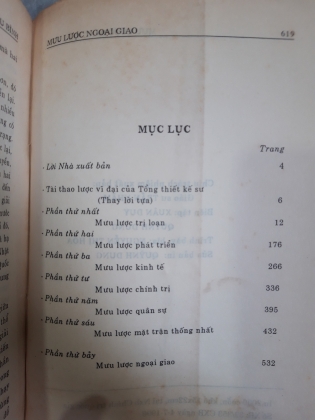 MƯU LƯỢC NGOẠI GIAO 619
MỤC LỤC
Trang
- Lời Nhà xuất bản 4
- Tài thao lược vĩ đại của Tổng thiết kế sư
(Thay lời tựa) 6
- Phần thứ nhất
Mưu lược trị loạn 12
- Phần thứ hai
Mưu lược phát triển 176
- Phần thứ ba
Mưu lược kinh tế 266
- Phần thứ tư
Mưu lược chính trị 336
- Phần thứ năm
Mưu lược quân sự 395
- Phần thứ sáu
Mưu lược mặt trận thống nhất 432
- Phần thứ bảy
Mưu lược ngoại giao 532